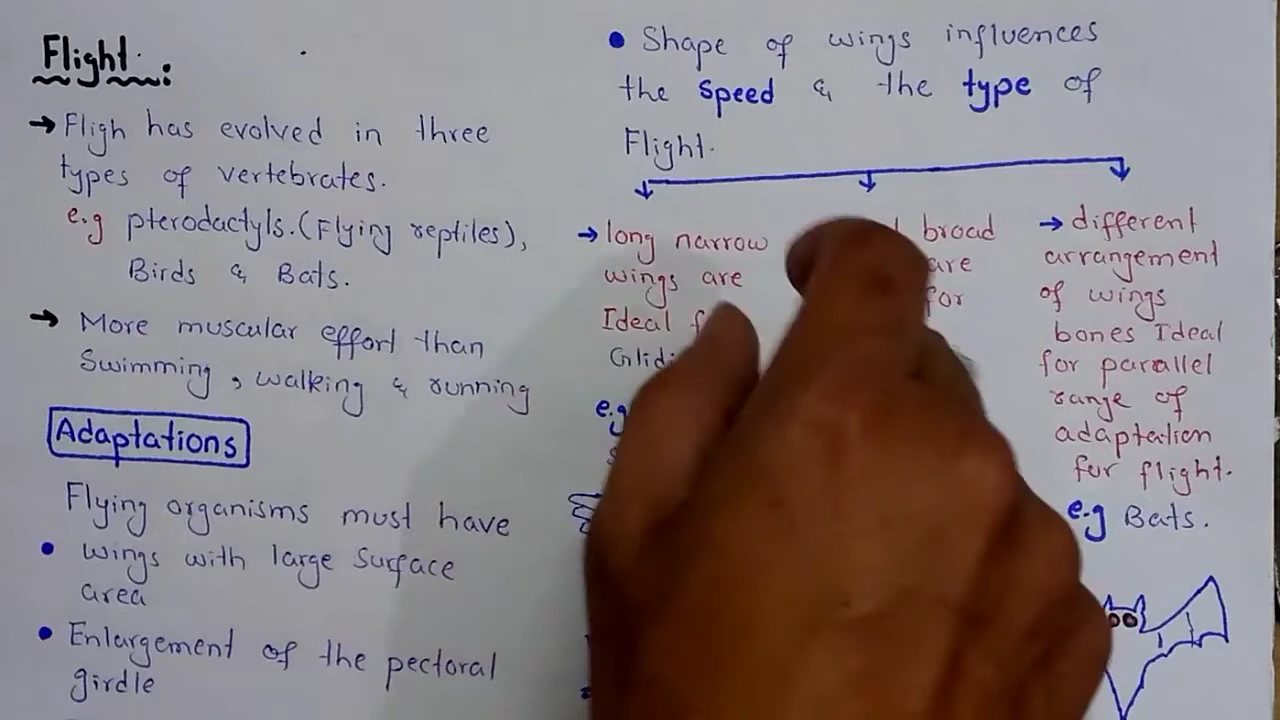 Flight:
→ Fligh has evolved in three
types of vertebrates.
e.g pterodactyls. (Flying reptiles),
Birds & Bats.
→ More muscular effort than
Swimming, walking & running
Adaptations
Flying organisms must have
• Wings with large surface
area
• Enlargement of the pectoral
girdle
• Shape of wings influences
the speed & the type of
Flight.
→ long narrow
wings are
Ideal
e.g
broad
are
for
→ different
arrangement
of wings
bones Ideal
for parallel
range of
adaptation
for flight.
e.g Bats.